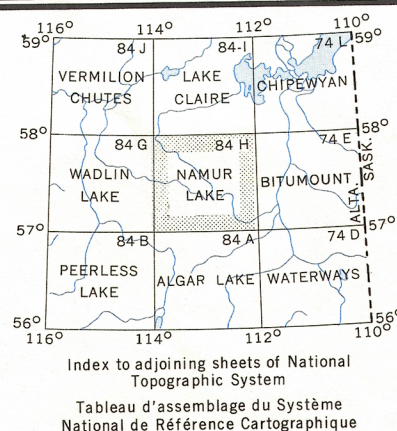 116° 114° 112° 110°
59° 84 J 84-I 74 L 59°
VERMILION LAKE CHIPEWYAN
CHUTES CLAIRE
58° 84 G 84 H 74 E 58°
WADLIN NAMUR BITUMOUNT
LAKE LAKE
ALTA. SASK.
57° 84 B 84 A 74 D 57°
PEERLESS ALGAR LAKE WATERWAYS
LAKE
56° 56°
116° 114° 112° 110°
Index to adjoining sheets of National
Topographic System
Tableau d'assemblage du Système
National de Référence Cartographique